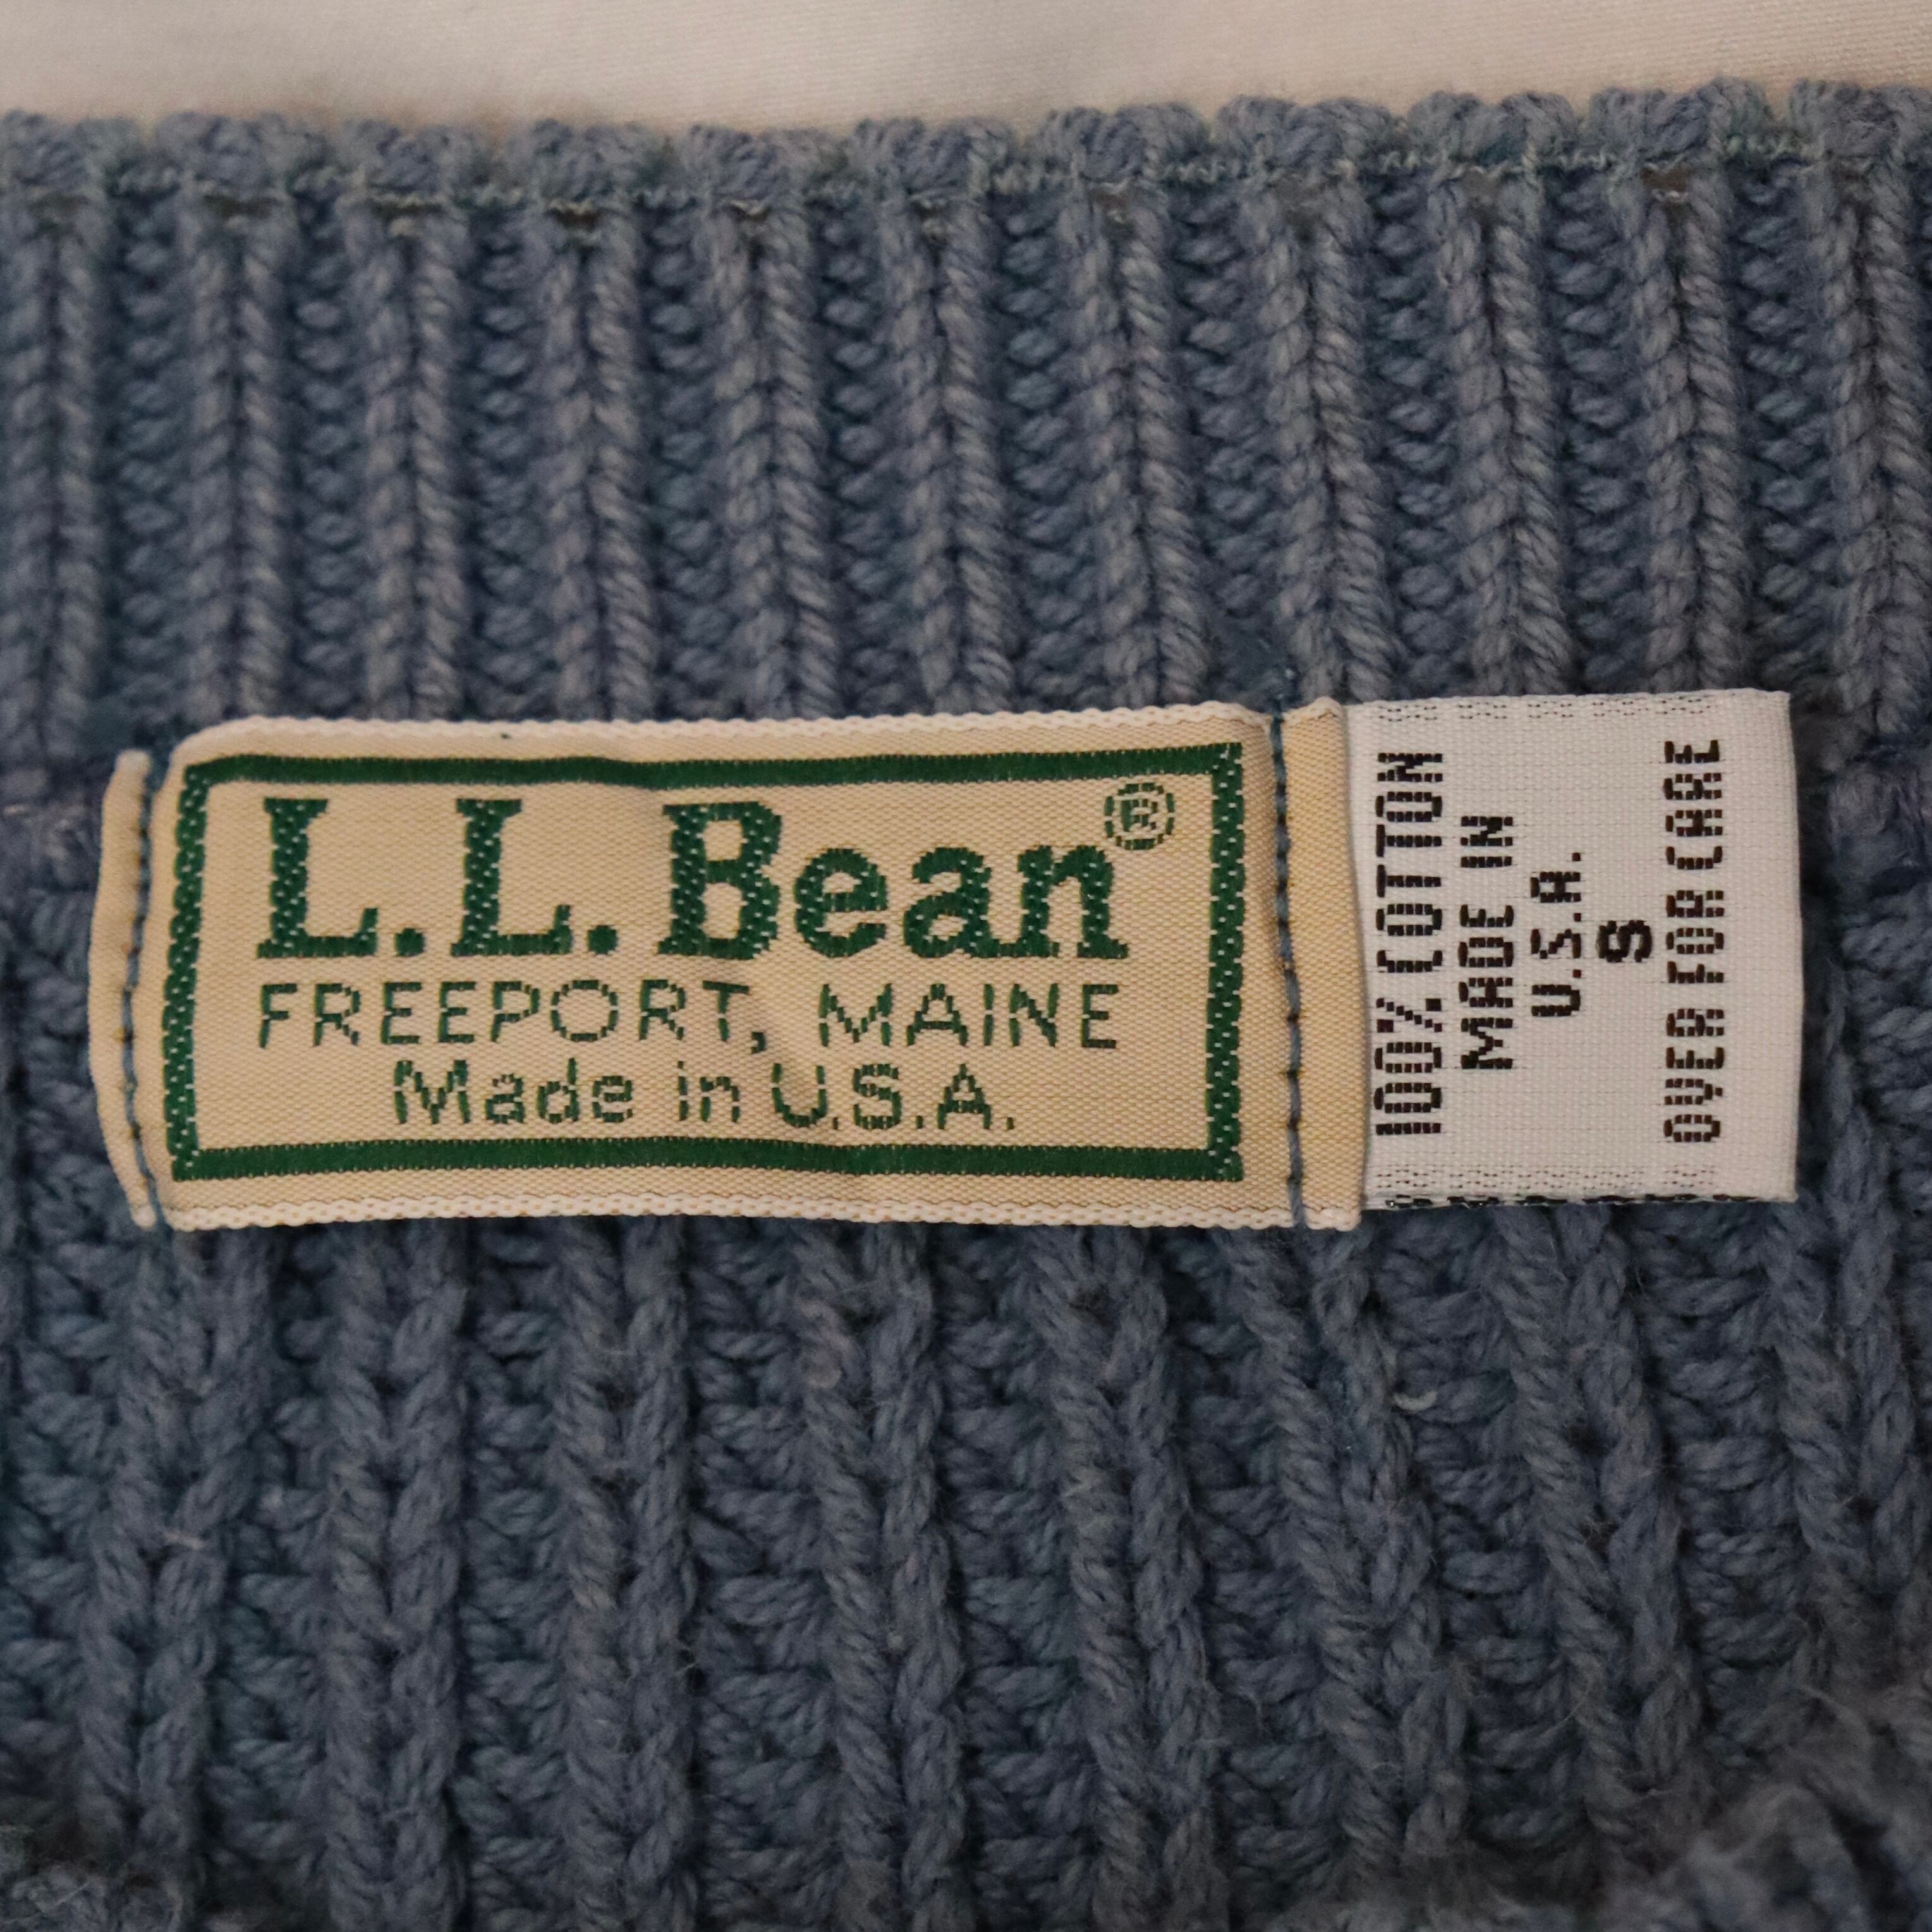 L.L.Bean®
FREEPORT, MAINE
Made in U.S.A.
100% COTTON
MADE IN
U.S.A.
S
OVER FOR CARE